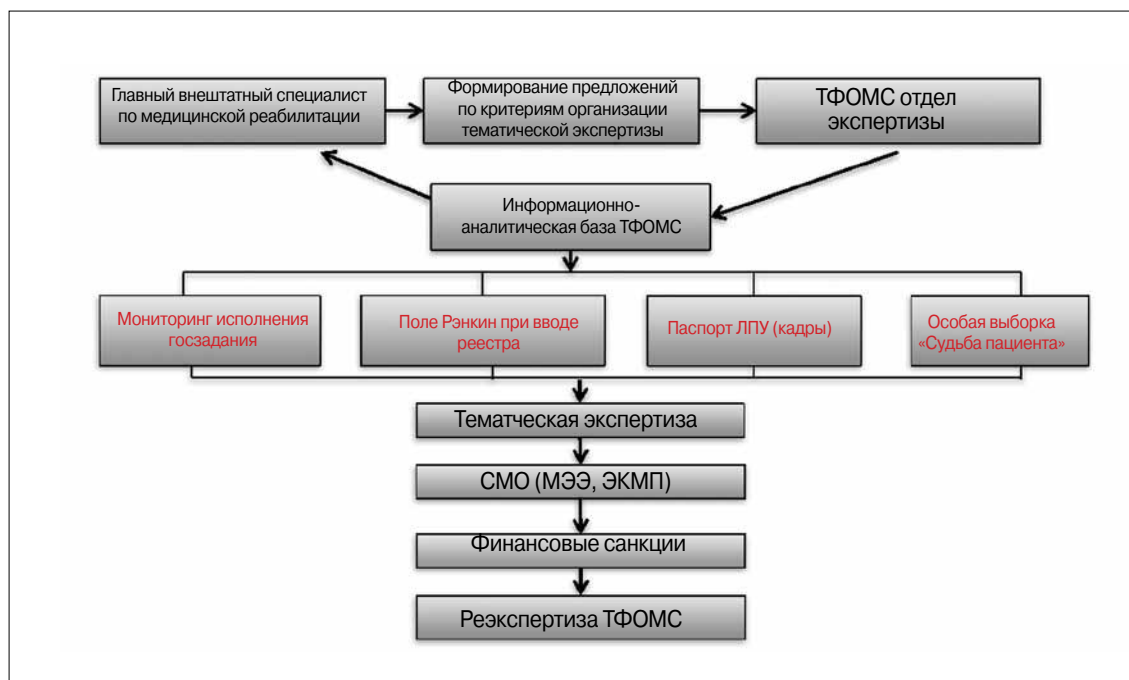 Главный внештатный специалист
по медицинской реабилитации
Формирование предложений
по критериям организации
тематической экспертизы
ТФОМС отдел
экспертизы
Информационно-
аналитическая база ТФОМС
Мониторинг исполнения
госзадания
Поле Рэнкин при вводе
реестра
Паспорт ЛПУ (кадры)
Особая выборка
«Судьба пациента»
Тематческая экспертиза
СМО (МЭЭ, ЭКМП)
Финансовые санкции
Реэкспертиза ТФОМС